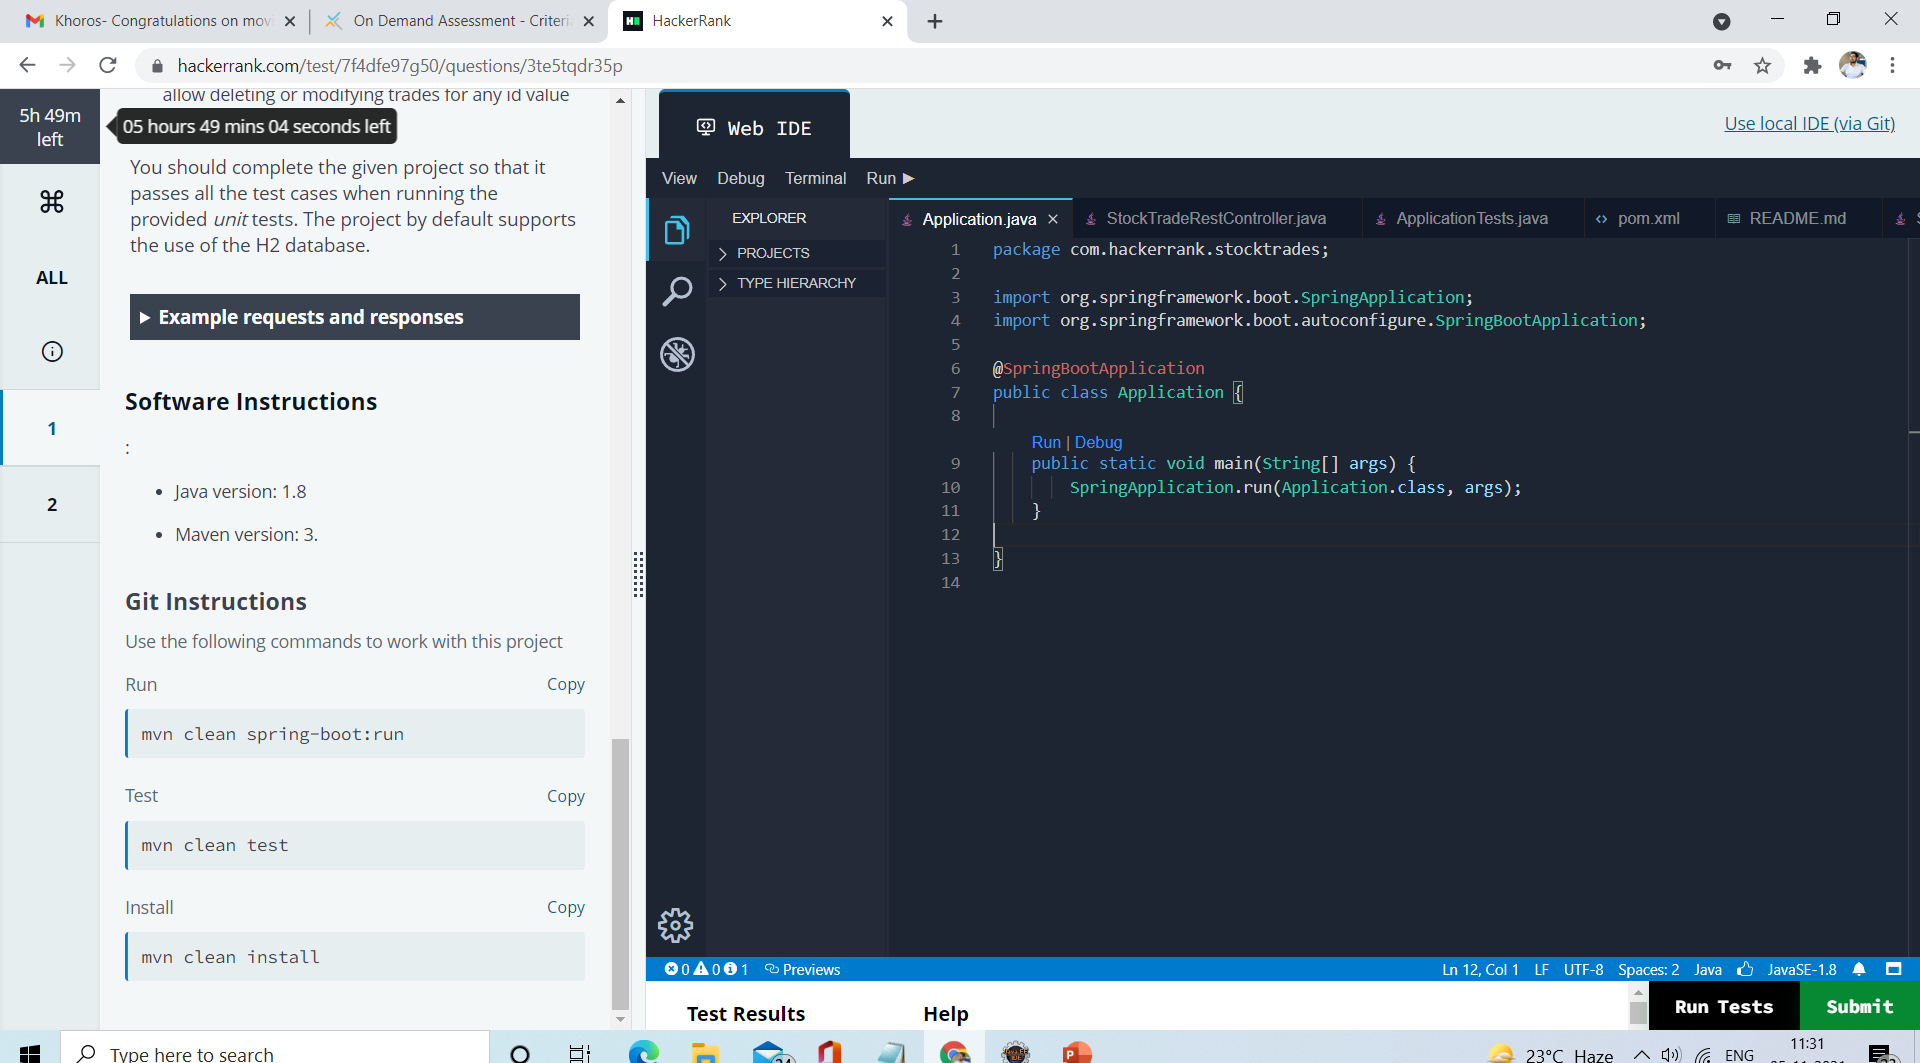 Khoros- Congratulations on mov
On Demand Assessment - Criteri
HackerRank
hackerrank.com/test/7f4dfe97g50/questions/3te5tqdr35p
5h 49m
left
05 hours 49 mins 04 seconds left
ALL
1
2
allow deleting or modifying trades for any id value
You should complete the given project so that it
passes all the test cases when running the
provided unit tests. The project by default supports
the use of the H2 database.
Example requests and responses
Software Instructions
:
• Java version: 1.8
• Maven version: 3.
Git Instructions
Use the following commands to work with this project
Run Copy
mvn clean spring-boot:run
Test Copy
mvn clean test
Install Copy
mvn clean install
Web IDE
Use local IDE (via Git)
View Debug Terminal Run
EXPLORER
PROJECTS
TYPE HIERARCHY
Application.java StockTradeRestController.java ApplicationTests.java pom.xml README.md
1 package com.hackerrank.stocktrades;
2
3 import org.springframework.boot.SpringApplication;
4 import org.springframework.boot.autoconfigure.SpringBootApplication;
5
6 @SpringBootApplication
7 public class Application {
8
Run | Debug
9 public static void main(String[] args) {
10 SpringApplication.run(Application.class, args);
11 }
12
13 }
14
0 0 1 Previews
Ln 12, Col 1 LF UTF-8 Spaces: 2 Java JavaSE-1.8
Test Results Help
Run Tests Submit
Type here to search
23°C Haze
ENG
11:31